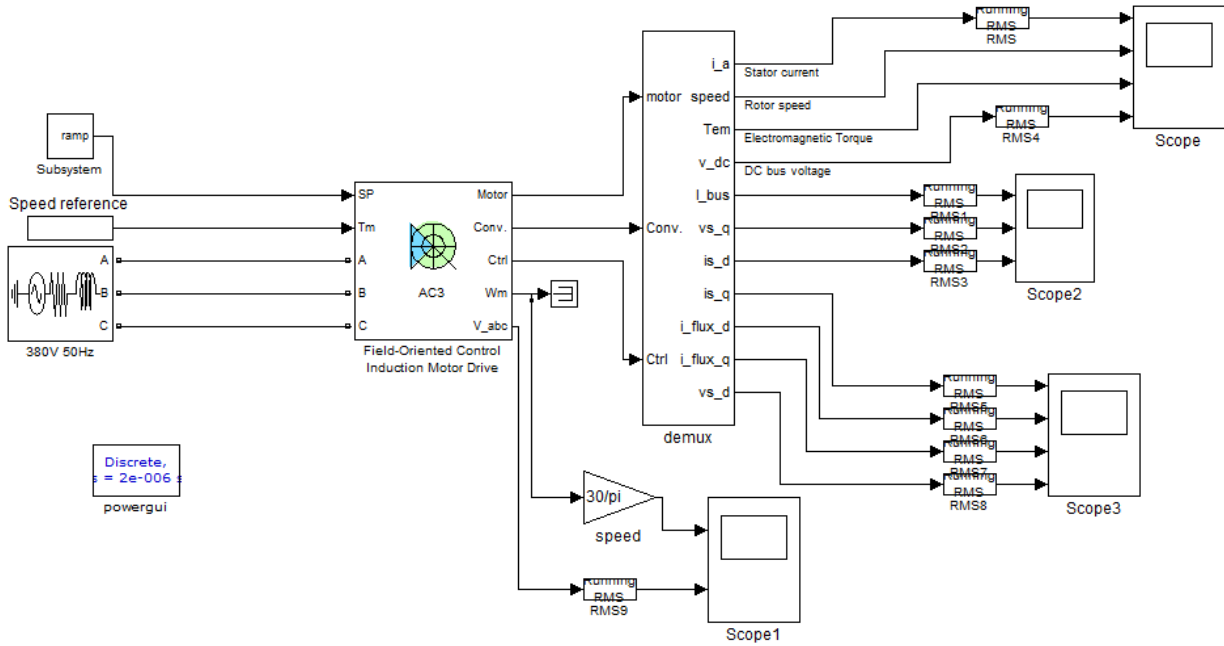 ramp
Subsystem
Speed reference
A
B
C
380V 50Hz
Discrete,
s = 2e-006 s
powergui
SP
Tm
A
B
C
Motor
Conv.
Ctrl
Wm
V_abc
AC3
Field-Oriented Control
Induction Motor Drive
motor
Conv.
Ctrl
i_a
speed
Tem
v_dc
I_bus
vs_q
is_d
is_q
i_flux_d
i_flux_q
vs_d
demux
Stator current
Rotor speed
Electromagnetic Torque
DC bus voltage
Running
RMS
RMS
Running
RMS
RMS4
Scope
Running
RMS
RMS1
Running
RMS
RMS2
Running
RMS
RMS3
Scope2
Running
RMS
RMS5
Running
RMS
RMS6
Running
RMS
RMS7
Running
RMS
RMS8
Scope3
30/pi
speed
Running
RMS
RMS9
Scope1